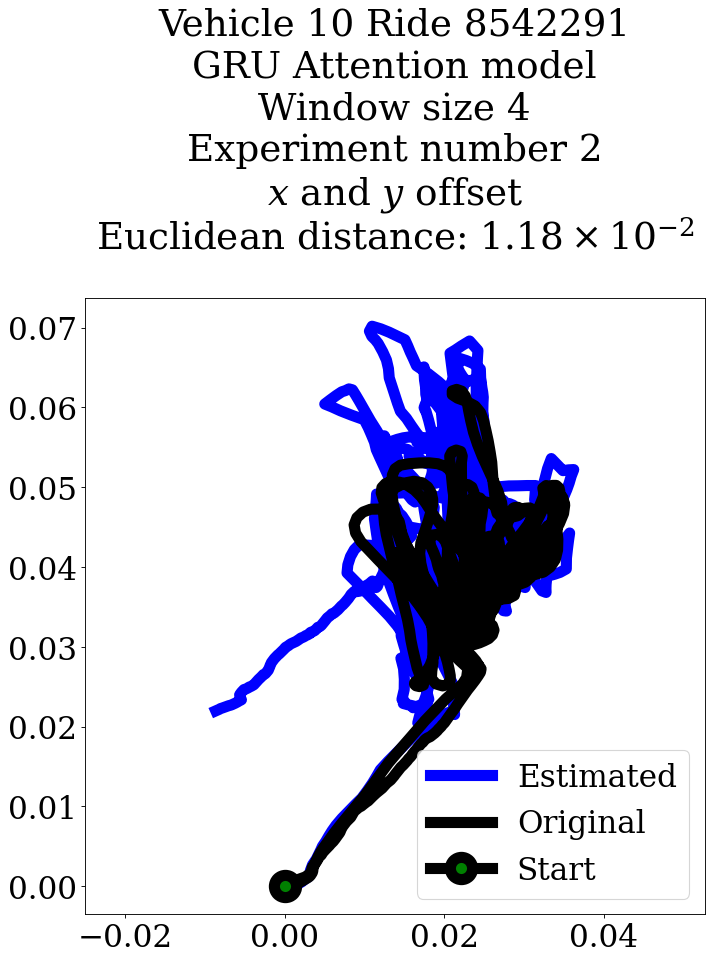 Vehicle 10 Ride 8542291
GRU Attention model
Window size 4
Experiment number 2
x and y offset
Euclidean distance: 1.18 × 10⁻²
0.07
0.06
0.05
0.04
0.03
0.02
0.01
0.00
−0.02 0.00 0.02 0.04
Estimated
Original
Start